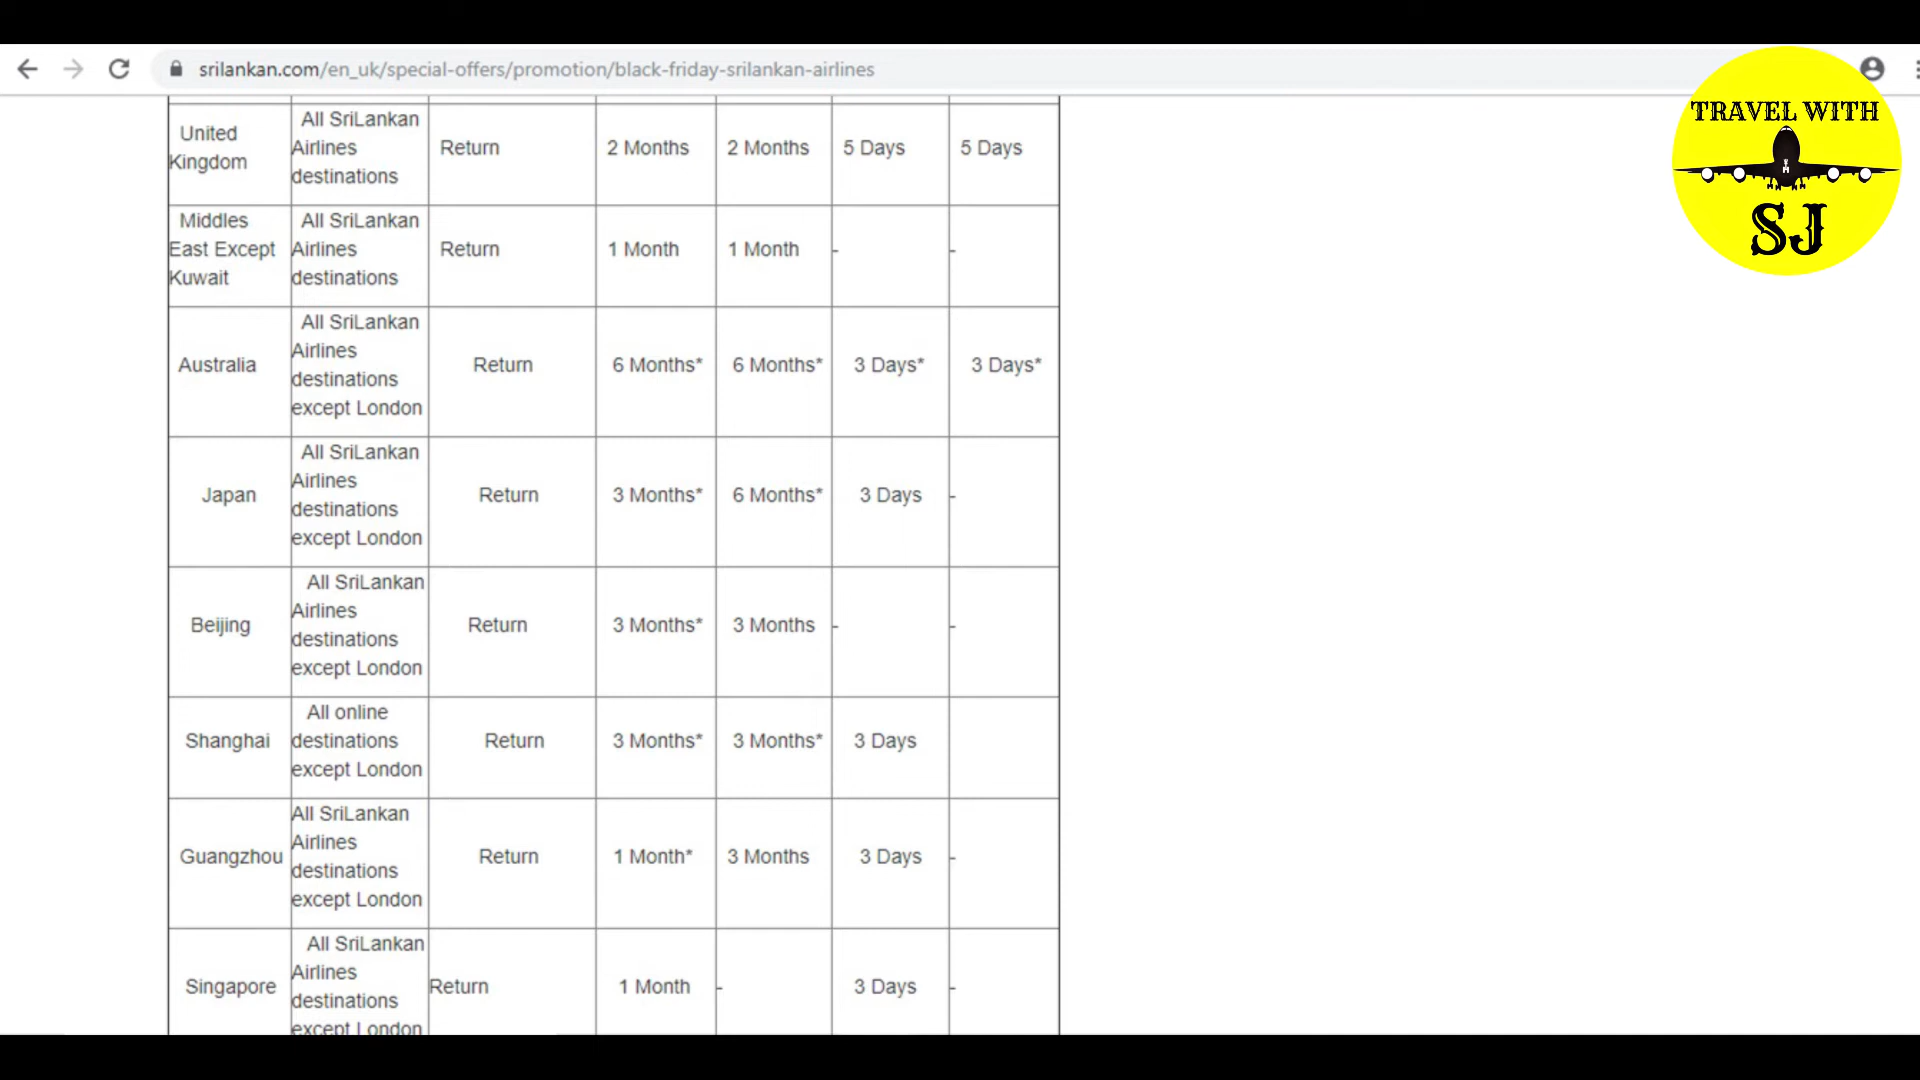 srilankan.com/en_uk/special-offers/promotion/black-friday-srilankan-airlines
TRAVEL WITH
SJ
United Kingdom | All SriLankan Airlines destinations | Return | 2 Months | 2 Months | 5 Days | 5 Days
Middles East Except Kuwait | All SriLankan Airlines destinations | Return | 1 Month | 1 Month | - | -
Australia | All SriLankan Airlines destinations except London | Return | 6 Months* | 6 Months* | 3 Days* | 3 Days*
Japan | All SriLankan Airlines destinations except London | Return | 3 Months* | 6 Months* | 3 Days | -
Beijing | All SriLankan Airlines destinations except London | Return | 3 Months* | 3 Months | - | -
Shanghai | All online destinations except London | Return | 3 Months* | 3 Months* | 3 Days
Guangzhou | All SriLankan Airlines destinations except London | Return | 1 Month* | 3 Months | 3 Days | -
Singapore | All SriLankan Airlines destinations except London | Return | 1 Month | - | 3 Days | -